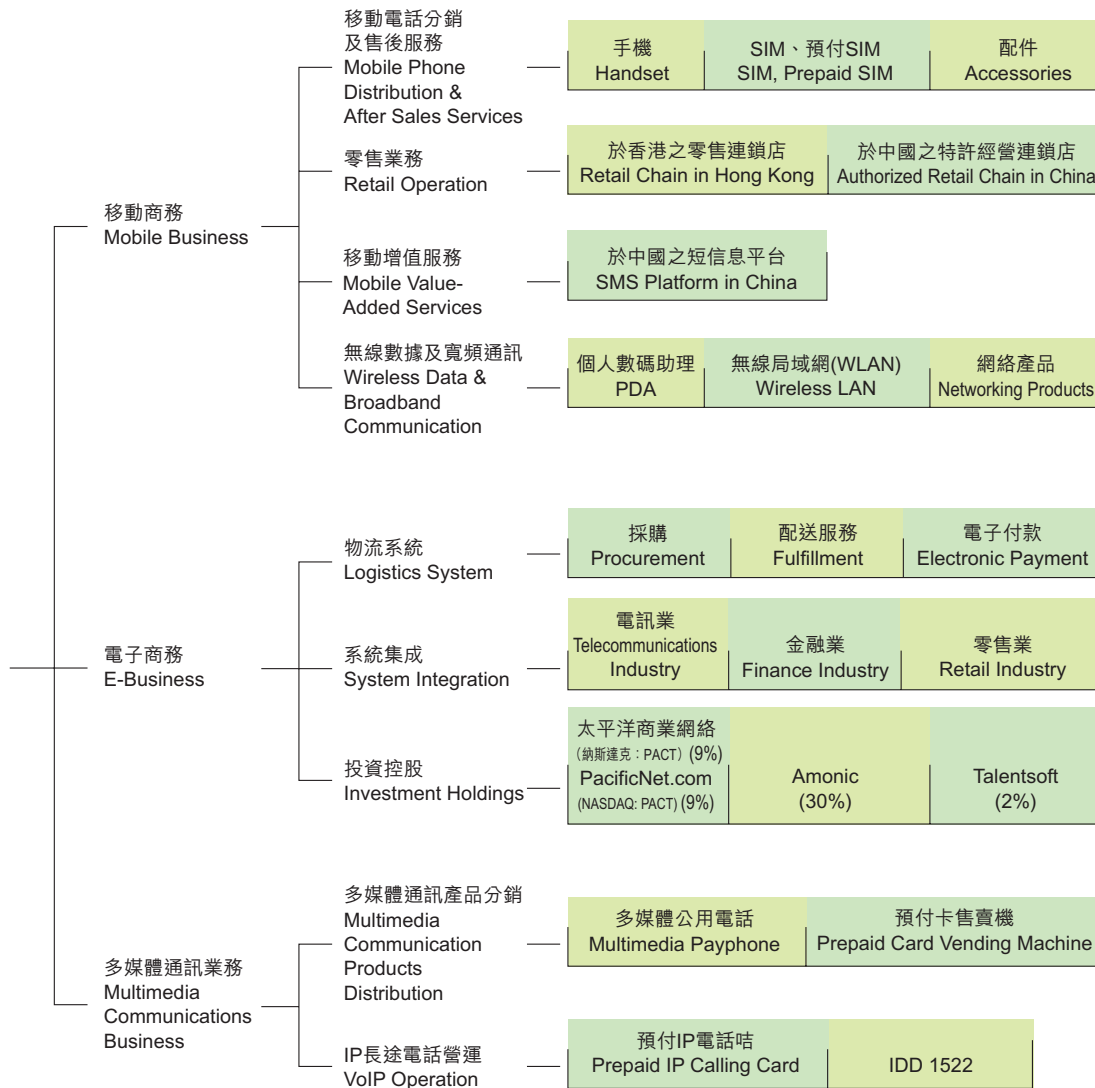 移動商務
Mobile Business
移動電話分銷
及售後服務
Mobile Phone
Distribution &
After Sales Services
手機
Handset
SIM、預付SIM
SIM, Prepaid SIM
配件
Accessories
零售業務
Retail Operation
於香港之零售連鎖店
Retail Chain in Hong Kong
於中國之特許經營連鎖店
Authorized Retail Chain in China
移動增值服務
Mobile Value-
Added Services
於中國之短信息平台
SMS Platform in China
無線數據及寬頻通訊
Wireless Data &
Broadband
Communication
個人數碼助理
PDA
無線局域網(WLAN)
Wireless LAN
網絡產品
Networking Products
電子商務
E-Business
物流系統
Logistics System
採購
Procurement
配送服務
Fulfillment
電子付款
Electronic Payment
系統集成
System Integration
電訊業
Telecommunications
Industry
金融業
Finance Industry
零售業
Retail Industry
投資控股
Investment Holdings
太平洋商業網絡
(納斯達克：PACT) (9%)
PacificNet.com
(NASDAQ: PACT) (9%)
Amonic
(30%)
Talentsoft
(2%)
多媒體通訊業務
Multimedia
Communications
Business
多媒體通訊產品分銷
Multimedia
Communication
Products
Distribution
多媒體公用電話
Multimedia Payphone
預付卡售賣機
Prepaid Card Vending Machine
IP長途電話營運
VoIP Operation
預付IP電話咭
Prepaid IP Calling Card
IDD 1522